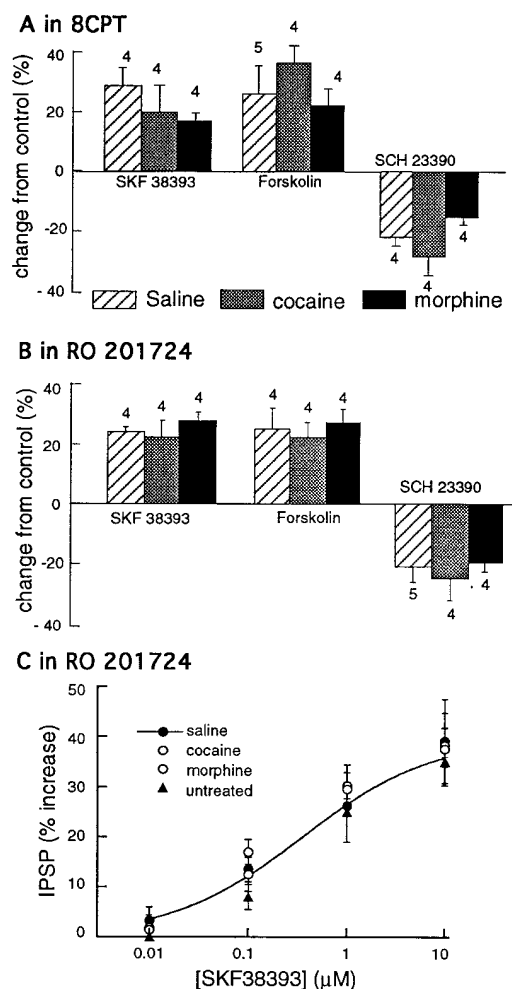 A in 8CPT
change from control (%)
40
20
0
-20
-40
4
4
4
5
4
4
SKF 38393
Forskolin
SCH 23390
4
4
4
Saline
cocaine
morphine
B in RO 201724
change from control (%)
40
20
0
-20
-40
4
4
4
4
4
4
SKF 38393
Forskolin
SCH 23390
5
4
4
C in RO 201724
IPSP (% increase)
50
40
30
20
10
0
saline
cocaine
morphine
untreated
0.01
0.1
1
10
[SKF38393] (μM)